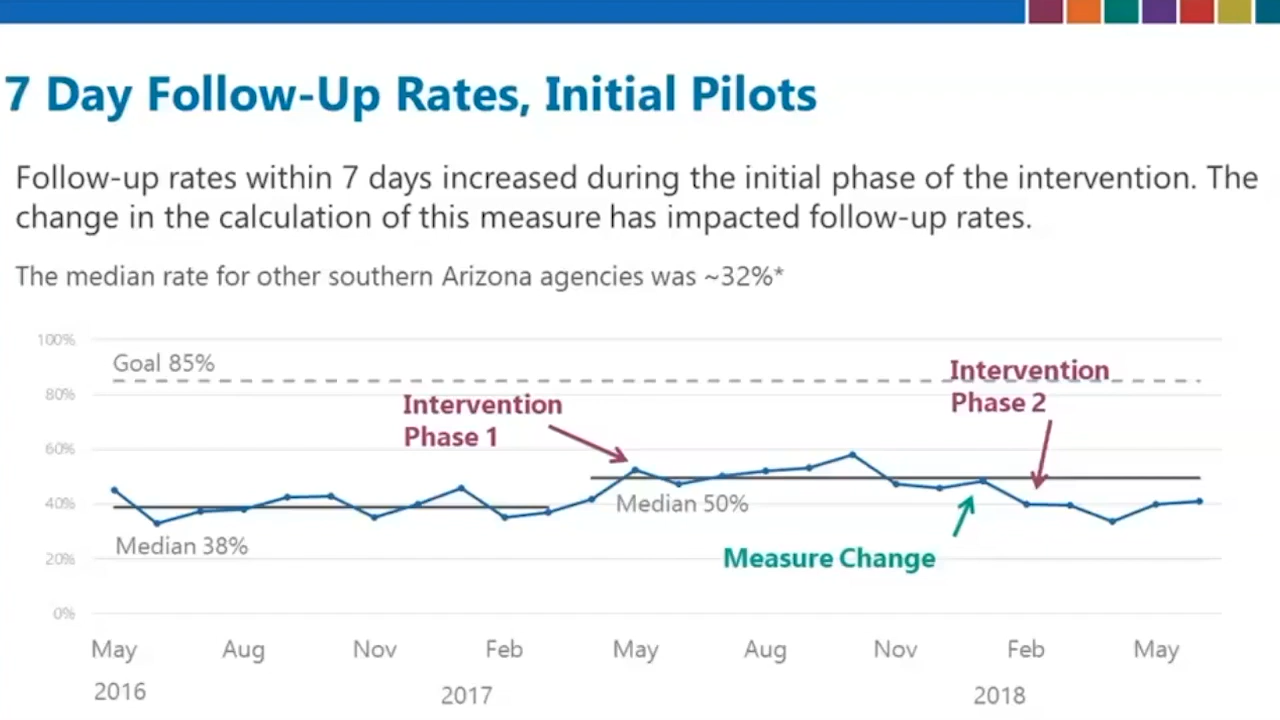 7 Day Follow-Up Rates, Initial Pilots
Follow-up rates within 7 days increased during the initial phase of the intervention. The
change in the calculation of this measure has impacted follow-up rates.
The median rate for other southern Arizona agencies was ~32%*
100%
Goal 85%
80%
Intervention
Phase 1
Intervention
Phase 2
60%
40%
Median 50%
Median 38%
20%
Measure Change
0%
May Aug Nov Feb May Aug Nov Feb May
2016 2017 2018